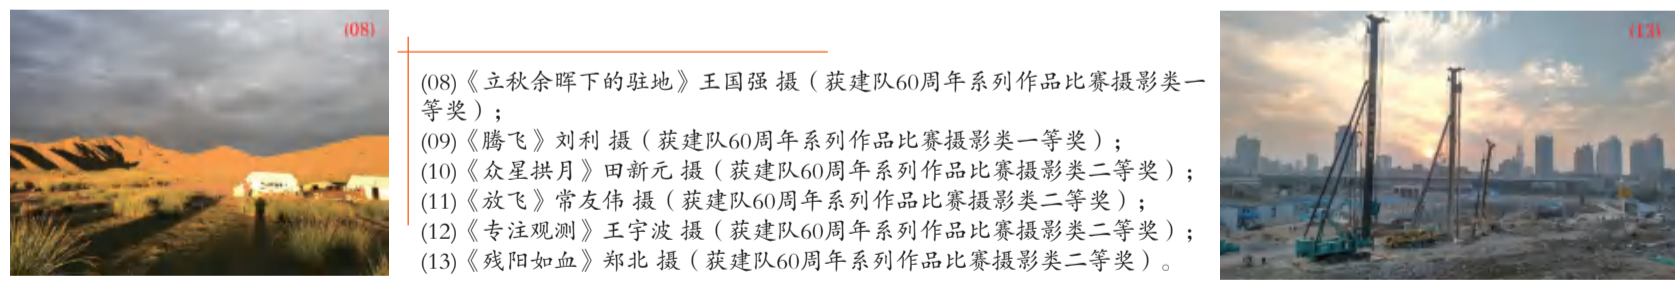 (08)
(08)《立秋余晖下的驻地》王国强 摄（获建队60周年系列作品比赛摄影类一
等奖）；
(09)《腾飞》刘利 摄（获建队60周年系列作品比赛摄影类一等奖）；
(10)《众星拱月》田新元 摄（获建队60周年系列作品比赛摄影类二等奖）；
(11)《放飞》常友伟 摄（获建队60周年系列作品比赛摄影类二等奖）；
(12)《专注观测》王宇波 摄（获建队60周年系列作品比赛摄影类二等奖）；
(13)《残阳如血》郑北 摄（获建队60周年系列作品比赛摄影类二等奖）。
(13)